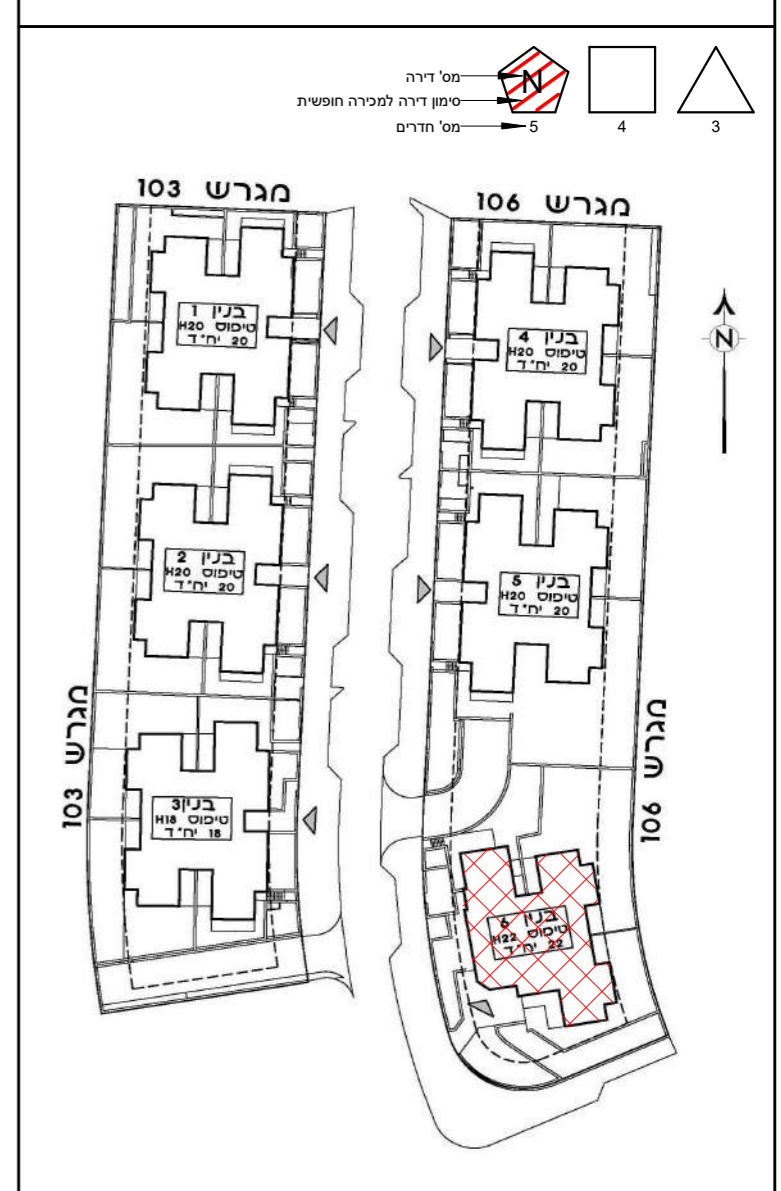 מס' דירה
סימון דירה למכירה חופשית
מס' חדרים
N
5
4
3
מגרש 103
מגרש 106
בנין 1
טיפוס H20
20 יח"ד
בנין 4
טיפוס H20
20 יח"ד
N
בנין 2
טיפוס H20
20 יח"ד
בנין 5
טיפוס H20
20 יח"ד
מגרש 103
מגרש 106
בנין 3
טיפוס H18
18 יח"ד
בנין 6
טיפוס H22
22 יח"ד